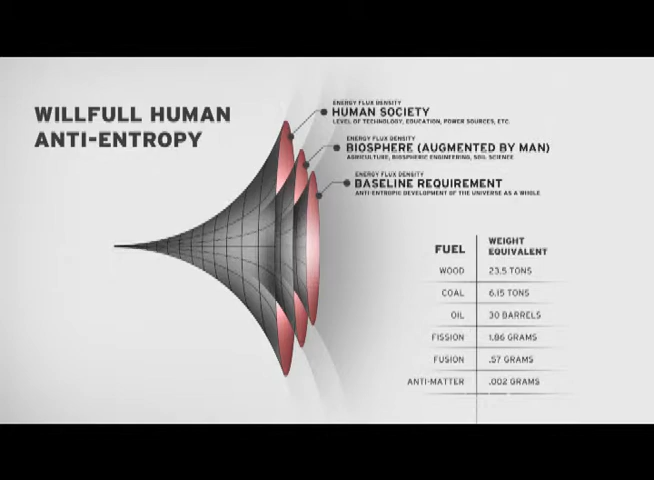 WILLFULL HUMAN
ANTI-ENTROPY
ENERGY FLUX DENSITY
HUMAN SOCIETY
LEVEL OF TECHNOLOGY, EDUCATION, POWER SOURCES, ETC.
ENERGY FLUX DENSITY
BIOSPHERE (AUGMENTED BY MAN)
AGRICULTURE, BIOSPHERIC ENGINEERING, SOIL SCIENCE
ENERGY FLUX DENSITY
BASELINE REQUIREMENT
ANTI-ENTROPIC DEVELOPMENT OF THE UNIVERSE AS A WHOLE
FUEL WEIGHT
EQUIVALENT
WOOD 23.5 TONS
COAL 6.15 TONS
OIL 30 BARRELS
FISSION 1.86 GRAMS
FUSION .57 GRAMS
ANTI-MATTER .002 GRAMS